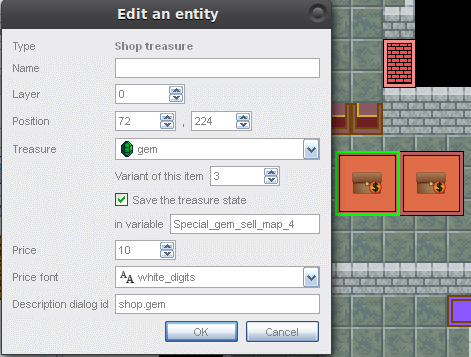 Edit an entity
Type Shop treasure
Name
Layer 0
Position 72 , 224
Treasure gem
Variant of this item 3
Save the treasure state
in variable Special_gem_sell_map_4
Price 10
Price font AA white_digits
Description dialog id shop.gem
OK Cancel
$ $